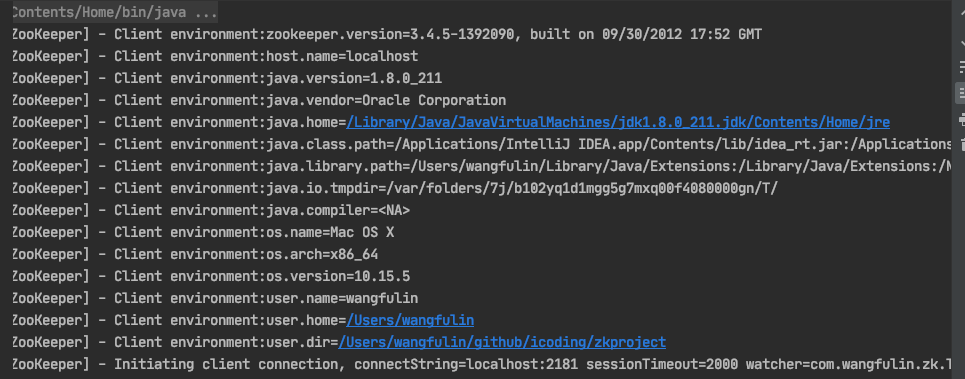 Contents/Home/bin/java ...
ZooKeeper] - Client environment:zookeeper.version=3.4.5-1392090, built on 09/30/2012 17:52 GMT
ZooKeeper] - Client environment:host.name=localhost
ZooKeeper] - Client environment:java.version=1.8.0_211
ZooKeeper] - Client environment:java.vendor=Oracle Corporation
ZooKeeper] - Client environment:java.home=/Library/Java/JavaVirtualMachines/jdk1.8.0_211.jdk/Contents/Home/jre
ZooKeeper] - Client environment:java.class.path=/Applications/IntelliJ IDEA.app/Contents/lib/idea_rt.jar:/Applications
ZooKeeper] - Client environment:java.library.path=/Users/wangfulin/Library/Java/Extensions:/Library/Java/Extensions:/
ZooKeeper] - Client environment:java.io.tmpdir=/var/folders/7j/b102yq1d1mgg5g7mxq00f4080000gn/T/
ZooKeeper] - Client environment:java.compiler=<NA>
ZooKeeper] - Client environment:os.name=Mac OS X
ZooKeeper] - Client environment:os.arch=x86_64
ZooKeeper] - Client environment:os.version=10.15.5
ZooKeeper] - Client environment:user.name=wangfulin
ZooKeeper] - Client environment:user.home=/Users/wangfulin
ZooKeeper] - Client environment:user.dir=/Users/wangfulin/github/icoding/zkproject
ZooKeeper] - Initiating client connection, connectString=localhost:2181 sessionTimeout=2000 watcher=com.wangfulin.zk.